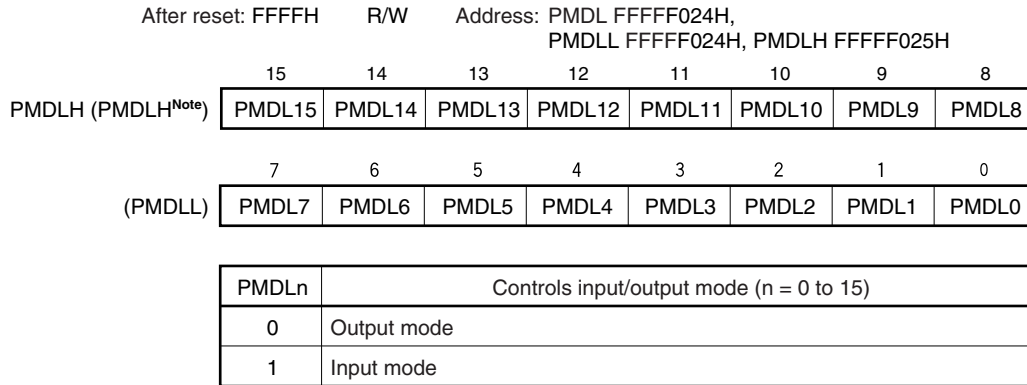 After reset: FFFFH R/W Address: PMDL FFFFF024H,
PMDLL FFFFF024H, PMDLH FFFFF025H
15 14 13 12 11 10 9 8
PMDLH (PMDLH^Note) PMDL15 PMDL14 PMDL13 PMDL12 PMDL11 PMDL10 PMDL9 PMDL8
7 6 5 4 3 2 1 0
(PMDLL) PMDL7 PMDL6 PMDL5 PMDL4 PMDL3 PMDL2 PMDL1 PMDL0
PMDLn Controls input/output mode (n = 0 to 15)
0 Output mode
1 Input mode